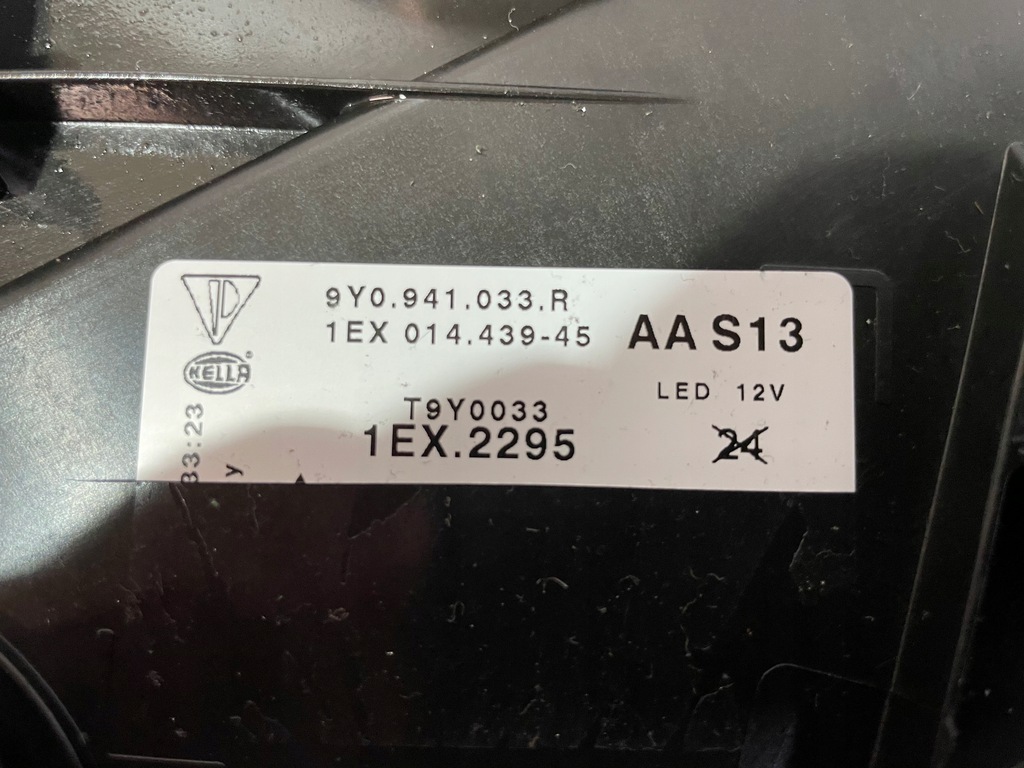 9Y0.941.033.R
1EX 014.439-45
AA S13
HELLA
®
LED 12V
T9Y0033
1EX.2295
24
33:23
y